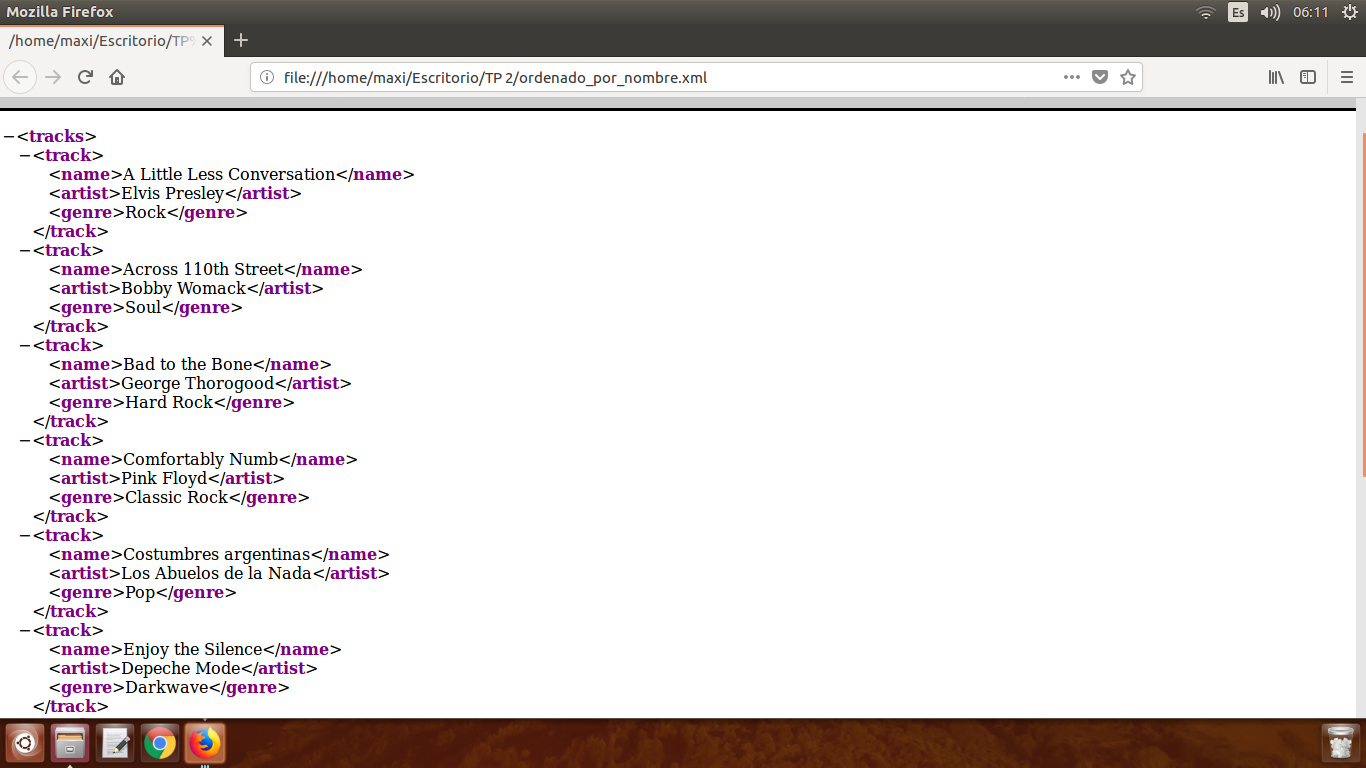 Mozilla Firefox
Es
06:11
/home/maxi/Escritorio/TP
file:///home/maxi/Escritorio/TP 2/ordenado_por_nombre.xml
−<tracks>
−<track>
<name>A Little Less Conversation</name>
<artist>Elvis Presley</artist>
<genre>Rock</genre>
</track>
−<track>
<name>Across 110th Street</name>
<artist>Bobby Womack</artist>
<genre>Soul</genre>
</track>
−<track>
<name>Bad to the Bone</name>
<artist>George Thorogood</artist>
<genre>Hard Rock</genre>
</track>
−<track>
<name>Comfortably Numb</name>
<artist>Pink Floyd</artist>
<genre>Classic Rock</genre>
</track>
−<track>
<name>Costumbres argentinas</name>
<artist>Los Abuelos de la Nada</artist>
<genre>Pop</genre>
</track>
−<track>
<name>Enjoy the Silence</name>
<artist>Depeche Mode</artist>
<genre>Darkwave</genre>
</track>